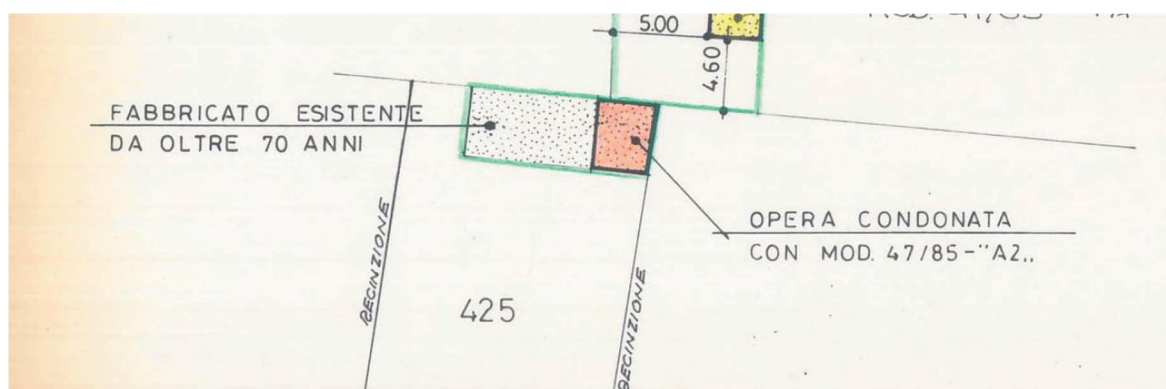 5.00
4.60
FABBRICATO ESISTENTE
DA OLTRE 70 ANNI
OPERA CONDONATA
CON MOD. 47/85-"A2„
RECINZIONE
RECINZIONE
425